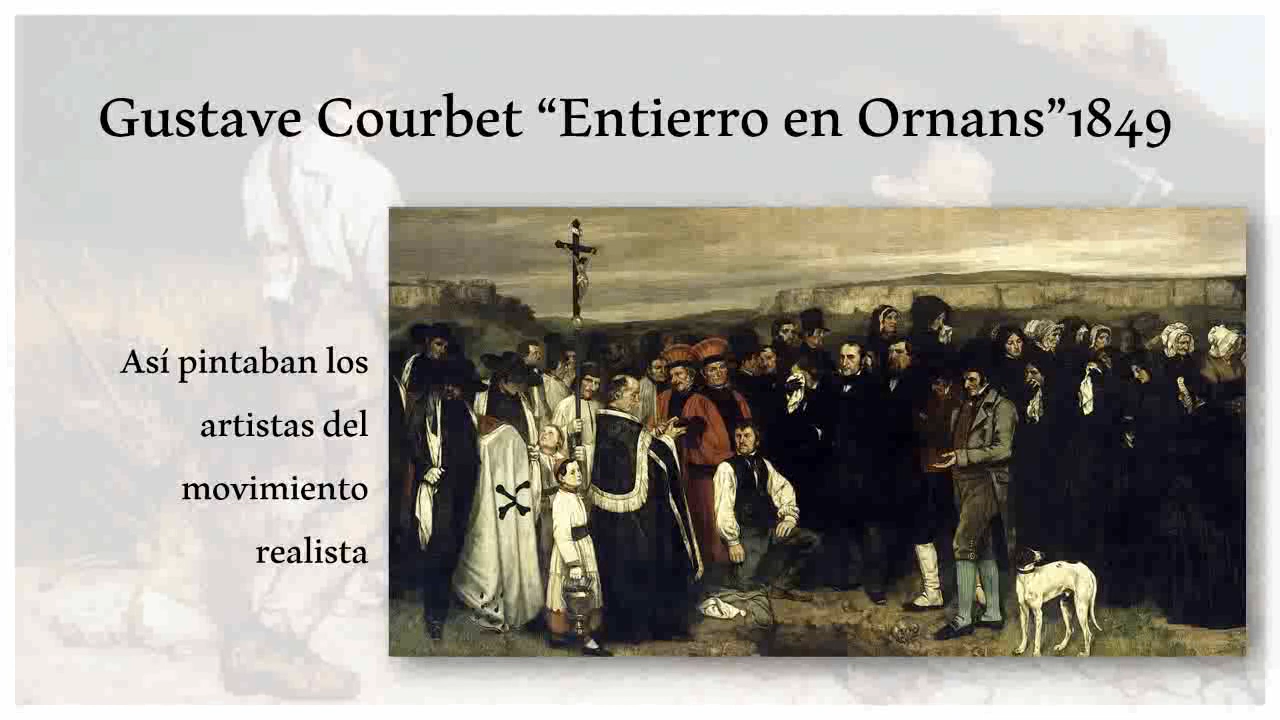 Gustave Courbet “Entierro en Ornans”1849
Así pintaban los
artistas del
movimiento
realista